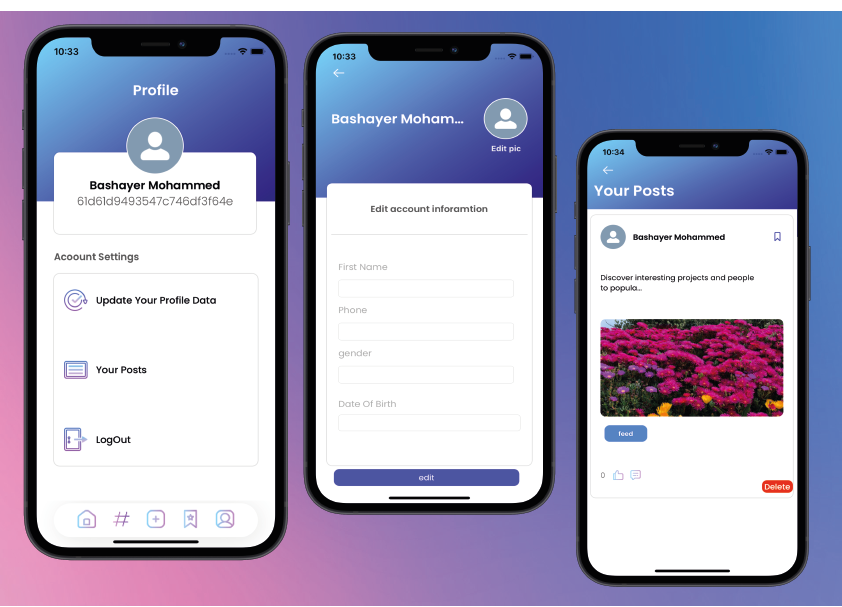 10:33
Profile
Bashayer Mohammed
61d61d9493547c746df3f64e
Acoount Settings
Update Your Profile Data
Your Posts
LogOut
10:33
Bashayer Moham...
Edit pic
Edit account inforamtion
First Name
Phone
gender
Date Of Birth
edit
10:34
Your Posts
Bashayer Mohammed
Discover interesting projects and people
to popula...
feed
0
Delete